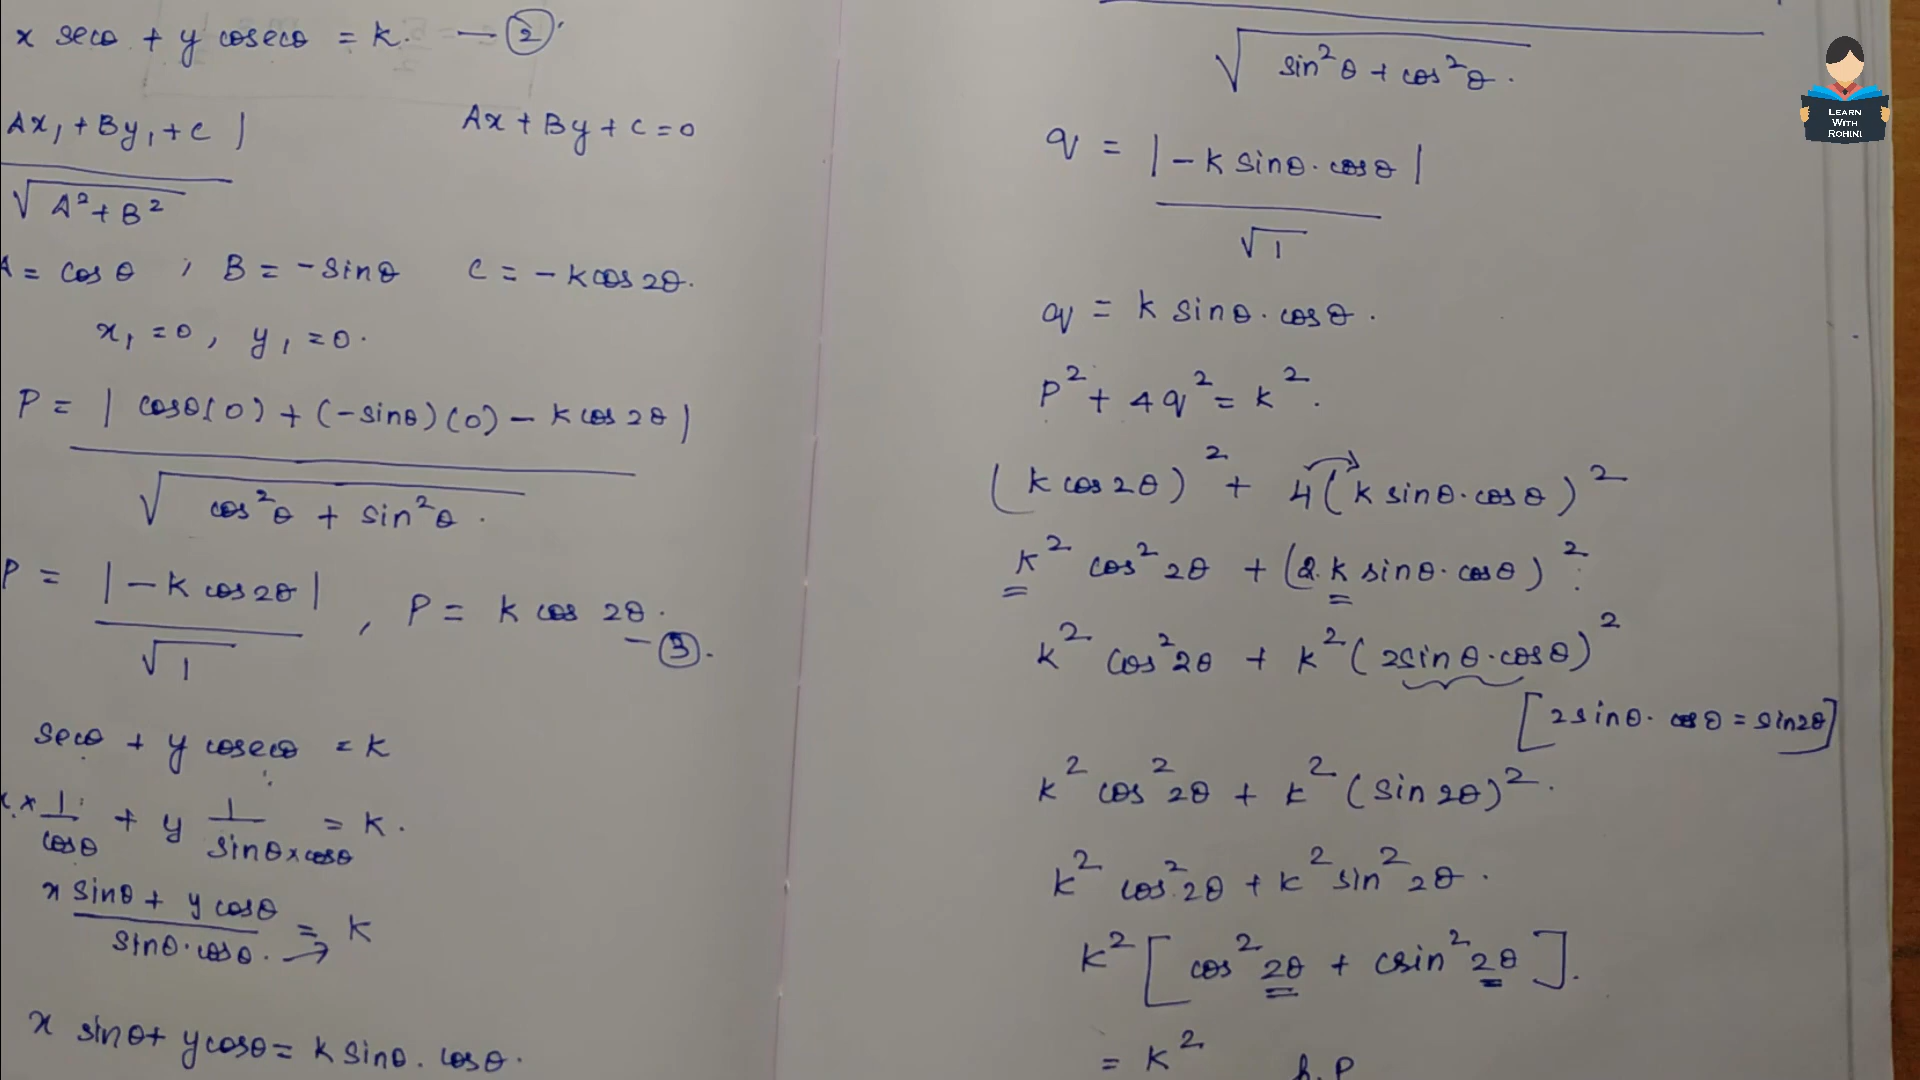 x secθ + y cosecθ = k. — ②
Ax₁ + By₁ + C |
Ax + By + C = 0
√A² + B²
A = cosθ ; B = -sinθ C = -k cos 2θ.
x₁ = 0, y₁ = 0.
P = | cosθ(0) + (-sinθ)(0) - k cos 2θ |
√cos²θ + sin²θ.
P = |-k cos 2θ| , P = k cos 2θ. - ③.
√1
secθ + y cosecθ = k
x × 1 + y 1 = k.
cosθ sinθ × cosθ
x sinθ + y cosθ = k
sinθ.cosθ. →
x sinθ + y cosθ = k sinθ. cosθ.
√sin²θ + cos²θ.
q = |-k sinθ. cosθ|
√1
q = k sinθ. cosθ.
P² + 4q² = k².
(k cos 2θ)² + 4(k sinθ.cosθ)²
k² cos² 2θ + (2.k sinθ.cosθ)²
k² cos² 2θ + k² (2sinθ.cosθ)²
[2sinθ. cosθ = sin2θ]
k² cos² 2θ + k² (sin 2θ)².
k² cos² 2θ + k² sin² 2θ.
k² [cos² 2θ + sin² 2θ].
= k² h.P
LEARN
WITH
ROHINI